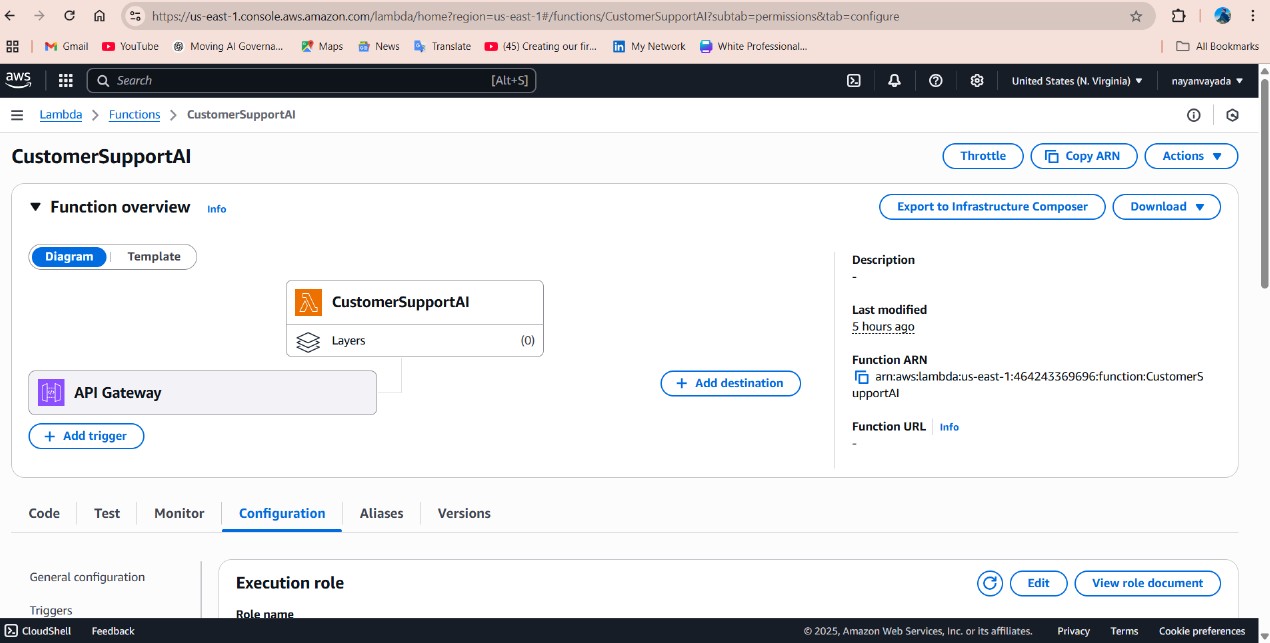 https://us-east-1.console.aws.amazon.com/lambda/home?region=us-east-1#/functions/CustomerSupportAI?subtab=permissions&tab=configure
Gmail YouTube Moving AI Governa... Maps News Translate (45) Creating our fir... My Network White Professional... All Bookmarks
aws Search [Alt+S] United States (N. Virginia) nayanvayada
Lambda Functions CustomerSupportAI
CustomerSupportAI Throttle Copy ARN Actions
Function overview Info Export to Infrastructure Composer Download
Diagram Template
CustomerSupportAI
Layers (0)
API Gateway
+ Add trigger
+ Add destination
Description
-
Last modified
5 hours ago
Function ARN
arn:aws:lambda:us-east-1:464243369696:function:CustomerS
upportAI
Function URL Info
-
Code Test Monitor Configuration Aliases Versions
General configuration
Triggers
Execution role Edit View role document
Role name
CloudShell Feedback © 2025, Amazon Web Services, Inc. or its affiliates. Privacy Terms Cookie preferences